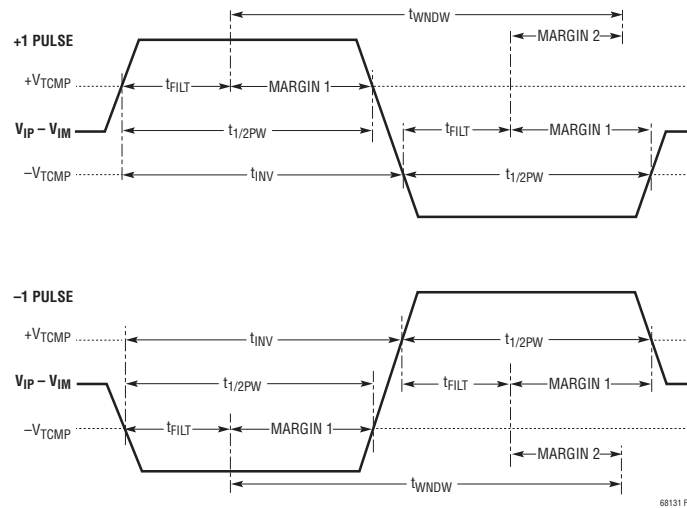 tWNDW
+1 PULSE
MARGIN 2
+VTCMP
tFILT
MARGIN 1
VIP – VIM
t1/2PW
tFILT
MARGIN 1
–VTCMP
tINV
t1/2PW
–1 PULSE
+VTCMP
tINV
t1/2PW
VIP – VIM
t1/2PW
tFILT
MARGIN 1
–VTCMP
tFILT
MARGIN 1
MARGIN 2
tWNDW
68131 F